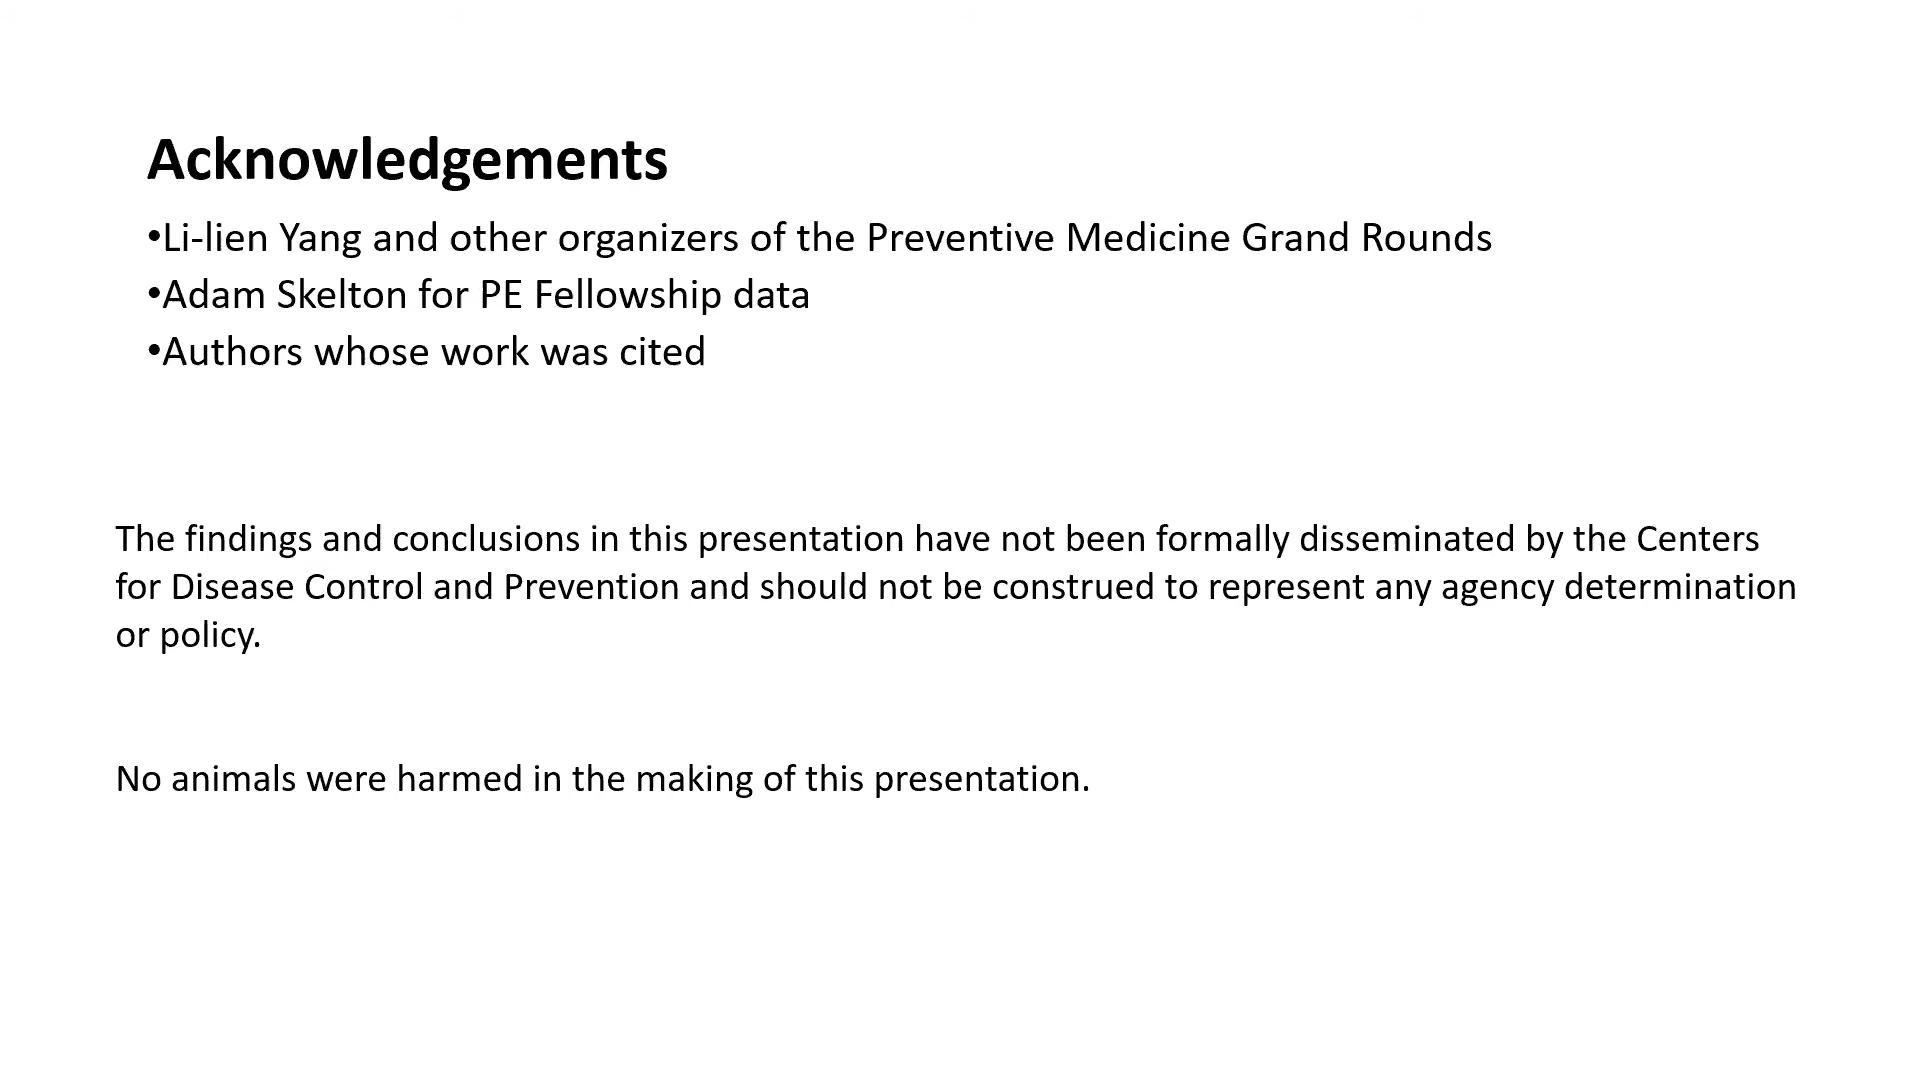 Acknowledgements
•Li-lien Yang and other organizers of the Preventive Medicine Grand Rounds
•Adam Skelton for PE Fellowship data
•Authors whose work was cited
The findings and conclusions in this presentation have not been formally disseminated by the Centers
for Disease Control and Prevention and should not be construed to represent any agency determination
or policy.
No animals were harmed in the making of this presentation.